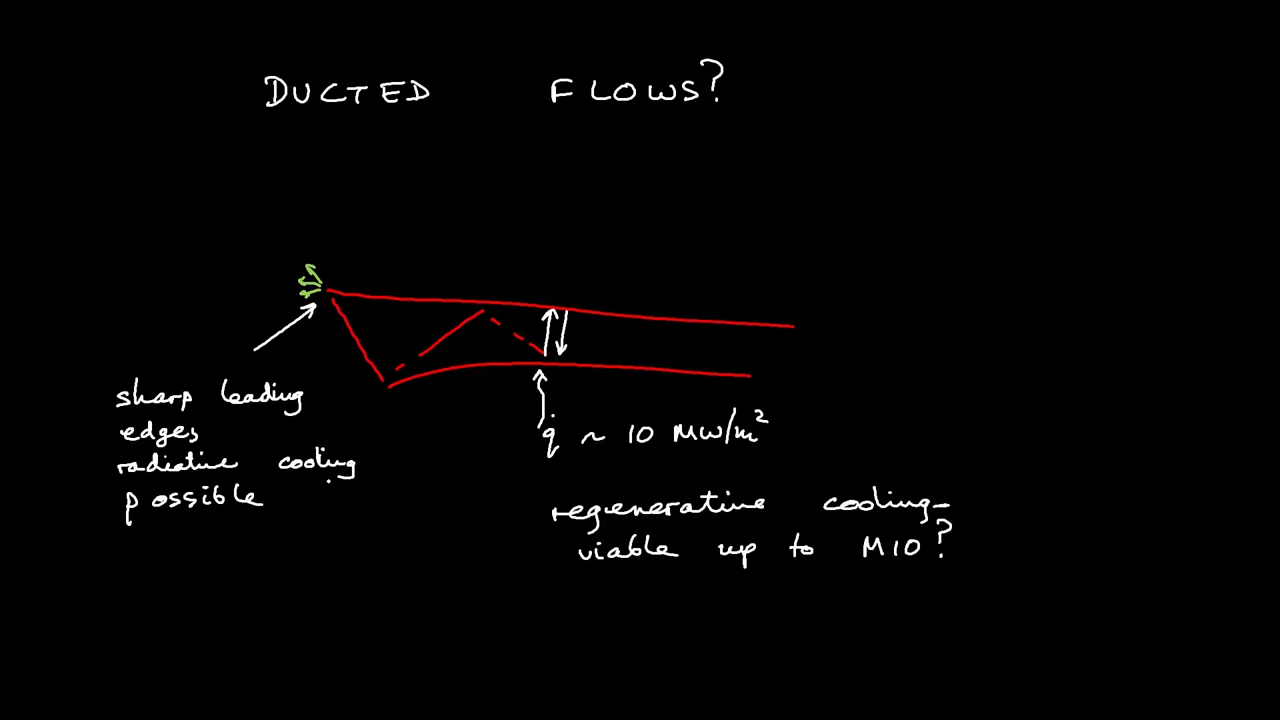 DUCTED FLOWS?
sharp leading
edges
radiative cooling
possible
q̇ ~ 10 MW/m²
regenerative cooling-
viable up to M10?